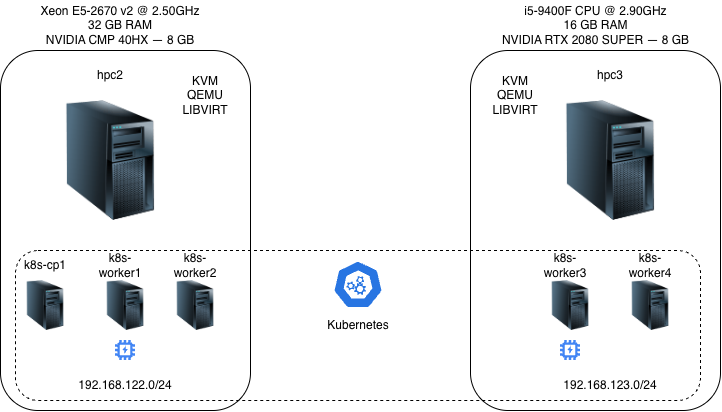 Xeon E5-2670 v2 @ 2.50GHz
32 GB RAM
NVIDIA CMP 40HX — 8 GB
i5-9400F CPU @ 2.90GHz
16 GB RAM
NVIDIA RTX 2080 SUPER — 8 GB
hpc2
KVM
QEMU
LIBVIRT
KVM
QEMU
LIBVIRT
hpc3
k8s-cp1
k8s-
worker1
k8s-
worker2
Kubernetes
k8s-
worker3
k8s-
worker4
192.168.122.0/24
192.168.123.0/24